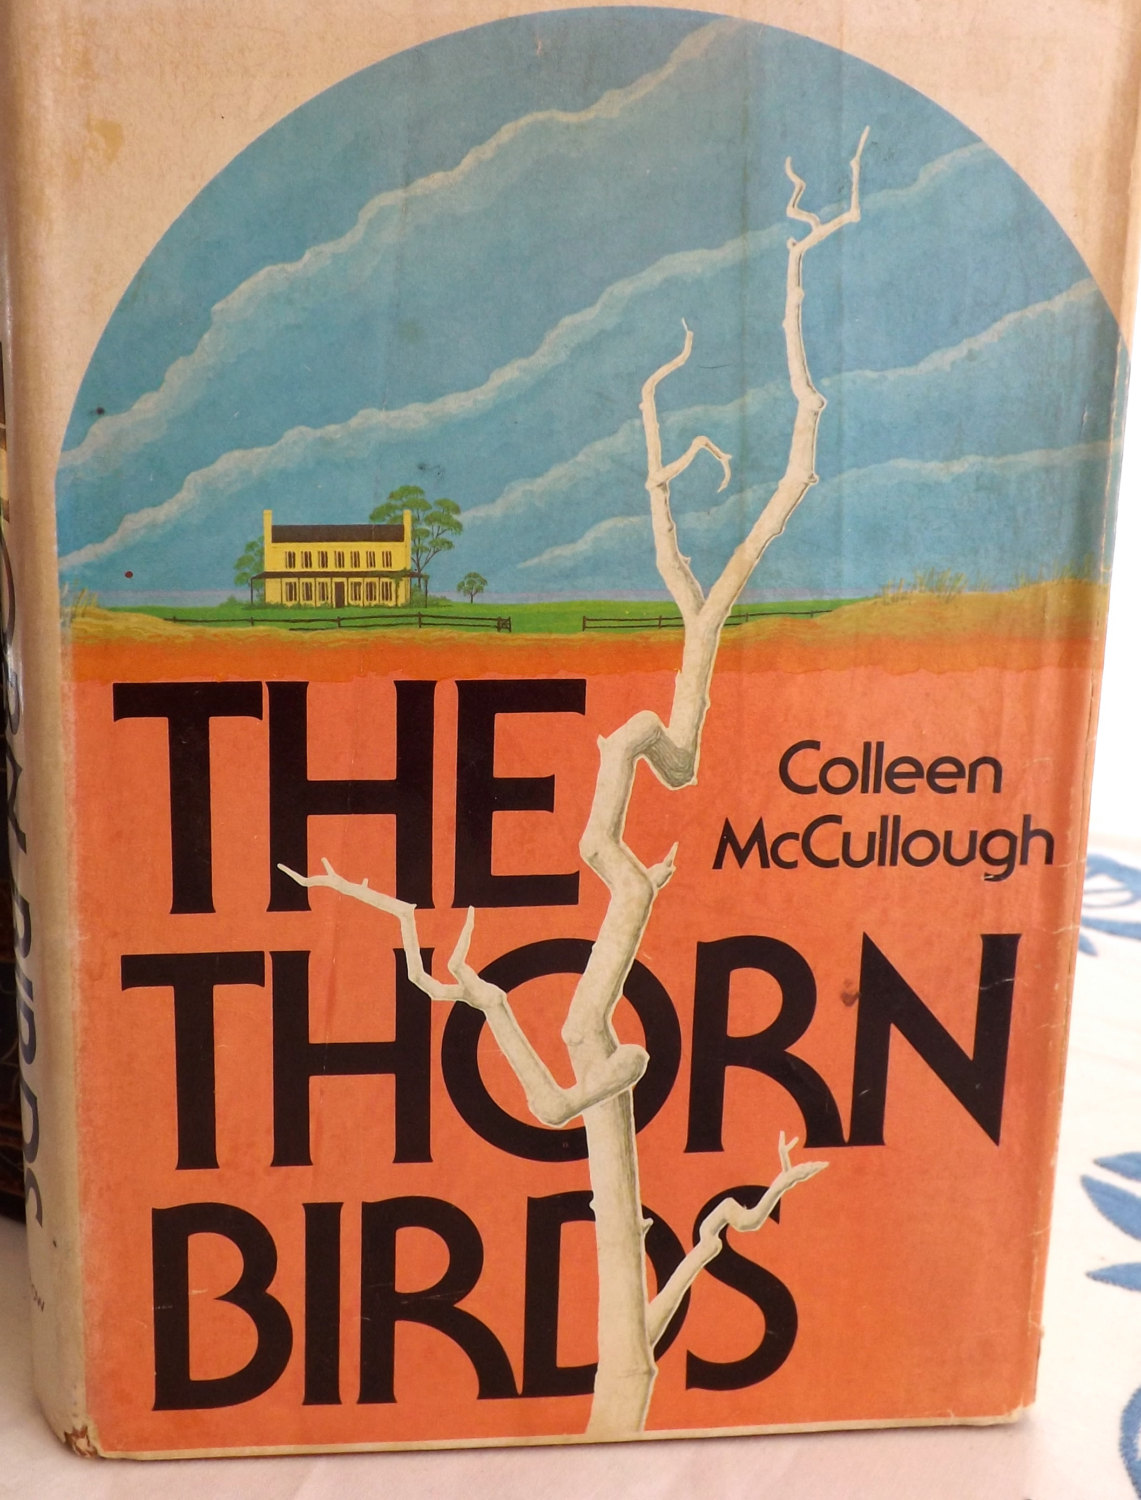 THE
Colleen
McCullough
THORN
BIRDS